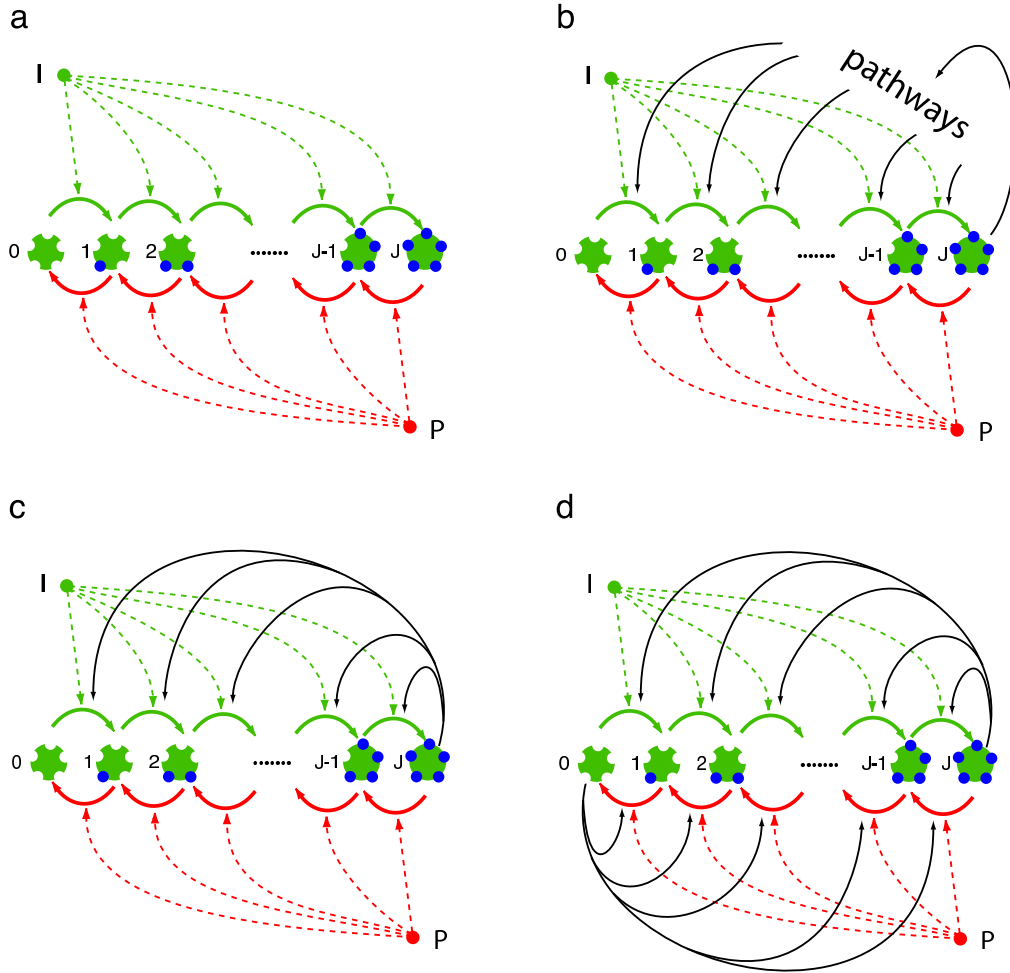 a
I
0 1 2 ....... J-1 J
P
b
I
pathways
0 1 2 ....... J-1 J
P
c
I
0 1 2 ....... J-1 J
P
d
I
0 1 2 ....... J-1 J
P